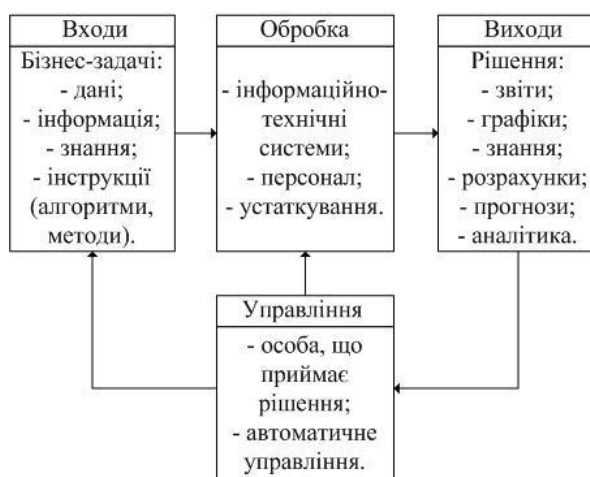 Входи
Бізнес-задачі:
- дані;
- інформація;
- знання;
- інструкції
(алгоритми,
методи).
Обробка
- інформаційно-
технічні
системи;
- персонал;
- устаткування.
Виходи
Рішення:
- звіти;
- графіки;
- знання;
- розрахунки;
- прогнози;
- аналітика.
Управління
- особа, що
приймає
рішення;
- автоматичне
управління.